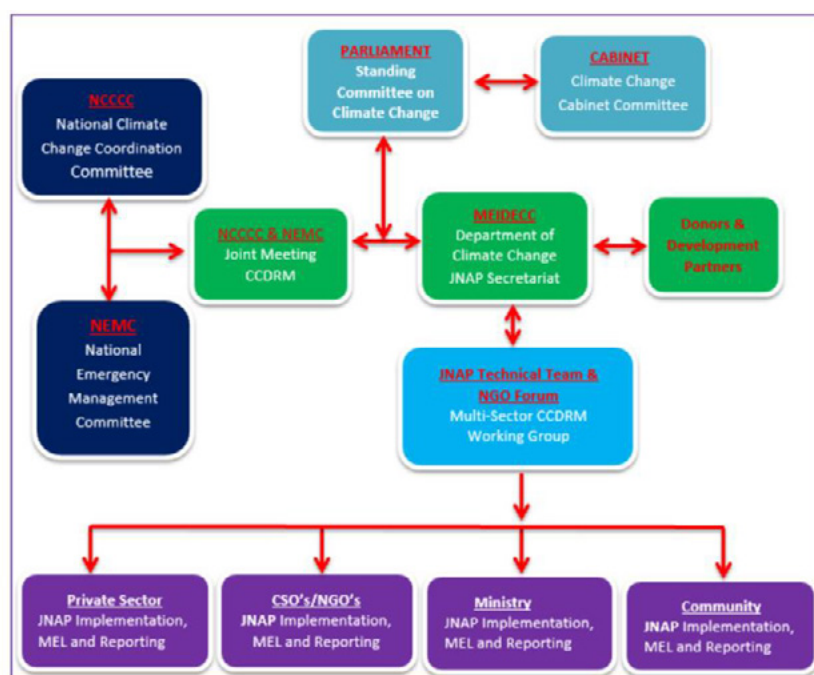 PARLIAMENT
Standing
Committee on
Climate Change
CABINET
Climate Change
Cabinet Committee
NCCCC
National Climate
Change Coordination
Committee
NCCCC & NEMC
Joint Meeting
CCDRM
MEIDECC
Department of
Climate Change
JNAP Secretariat
Donors &
Development
Partners
NEMC
National
Emergency
Management
Committee
JNAP Technical Team &
NGO Forum
Multi-Sector CCDRM
Working Group
Private Sector
JNAP Implementation,
MEL and Reporting
CSO's/NGO's
JNAP Implementation,
MEL and Reporting
Ministry
JNAP Implementation,
MEL and Reporting
Community
JNAP Implementation,
MEL and Reporting